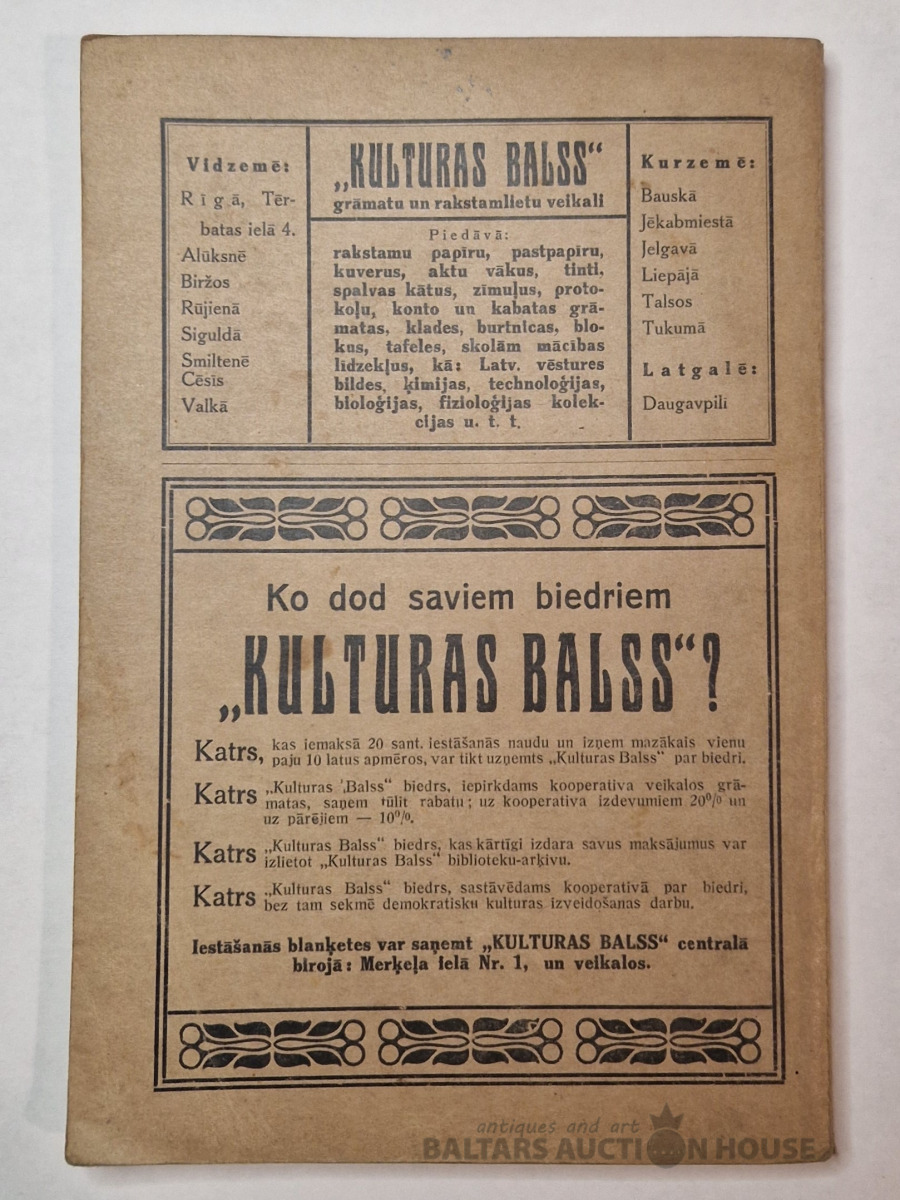 Vidzemē:
Rīgā, Tēr-
batas ielā 4.
Alūksnē
Biržos
Rūjienā
Siguldā
Smiltenē
Cēsīs
Valkā
„KULTURAS BALSS“
grāmatu un rakstamlietu veikali
Piedāvā:
rakstamu papīru, pastpapīru,
kuverus, aktu vākus, tinti,
spalvas kātus, zīmuļus, proto-
koļu, konto un kabatas grā-
matas, klades, burtnicas, blo-
kus, tafeles, skolām mācības
līdzekļus, kā: Latv. vēstures
bildes, ķimijas, technoloģijas,
bioloģijas, fizioloģijas kolek-
cijas u. t. t.
Kurzemē:
Bauskā
Jēkabmiestā
Jelgavā
Liepājā
Talsos
Tukumā
Latgalē:
Daugavpilī
Ko dod saviem biedriem
„KULTURAS BALSS“?
Katrs, kas iemaksā 20 sant. iestāšanās naudu un izņem mazākais vienu
paju 10 latus apmēros, var tikt uzņemts „Kulturas Balss“ par biedri.
Katrs „Kulturas Balss“ biedrs, iepirkdams kooperativa veikalos grā-
matas, saņem tūlīt rabatu; uz kooperativa izdevumiem 20% un
uz pārējiem — 10%.
Katrs „Kulturas Balss“ biedrs, kas kārtīgi izdara savus maksājumus var
izlietot „Kulturas Balss“ biblioteku-arķivu.
Katrs „Kulturas Balss“ biedrs, sastāvēdams kooperativā par biedri,
bez tam sekmē demokratisku kulturas izveidošanas darbu.
Iestāšanās blanķetes var saņemt „KULTURAS BALSS“ centralā
birojā: Merķeļa ielā Nr. 1, un veikalos.
antiques and art
BALTARS AUCTION HOUSE